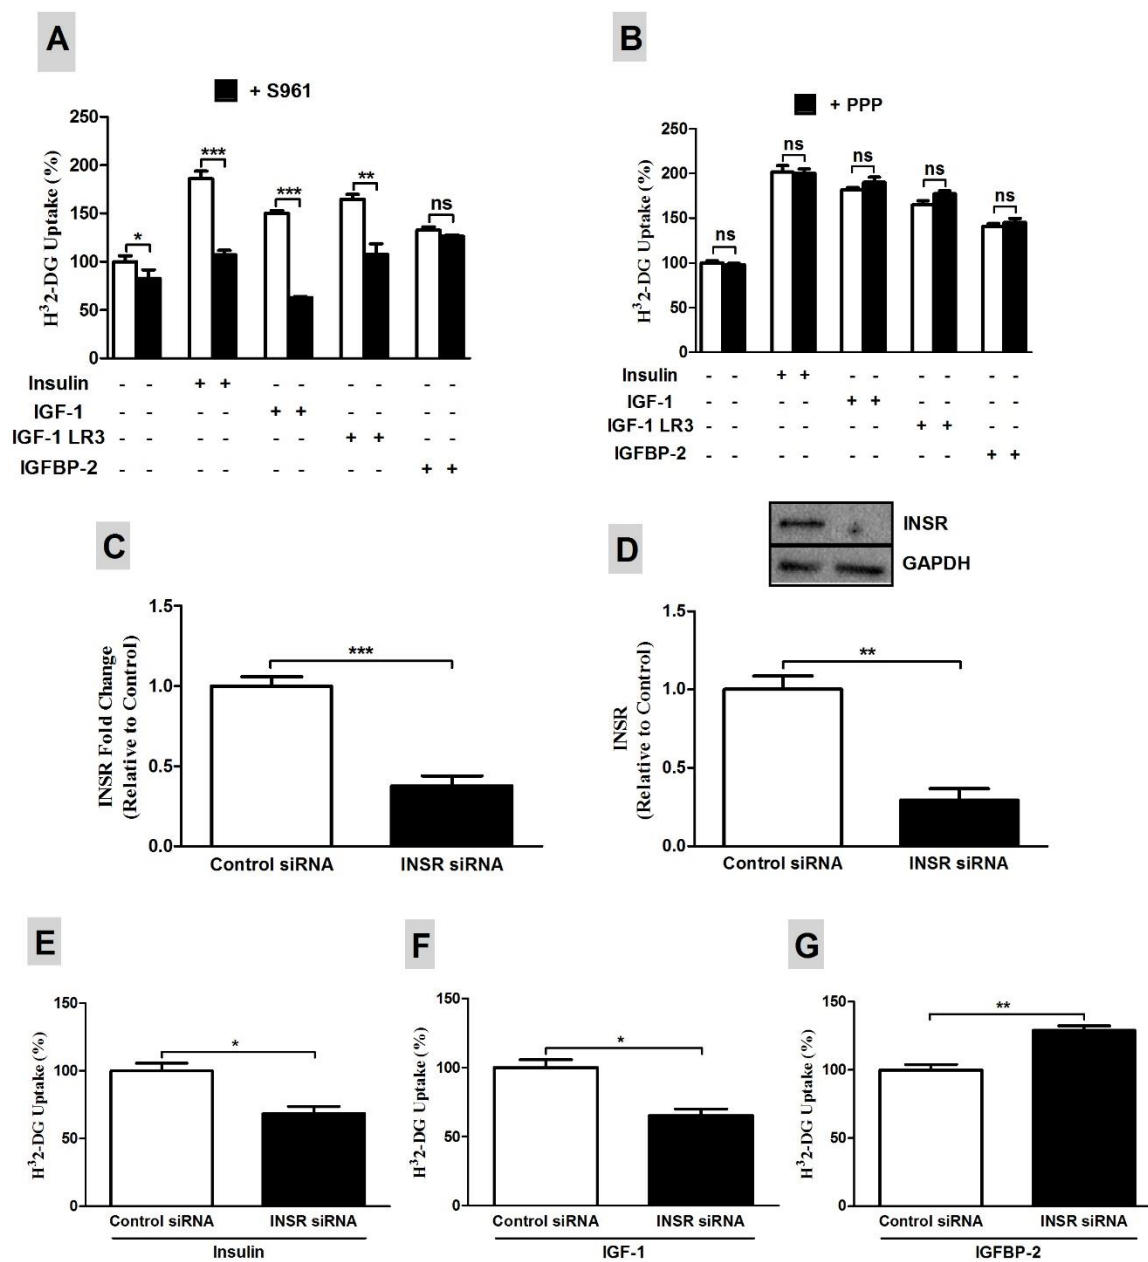 A
+ S961
H³2-DG Uptake (%)
250
200
150
100
50
0
*
***
***
**
ns
Insulin - - + + - - - - - -
IGF-1 - - - - + + - - - -
IGF-1 LR3 - - - - - - + + - -
IGFBP-2 - - - - - - - - + +
B
+ PPP
H³2-DG Uptake (%)
250
200
150
100
50
0
ns
ns
ns
ns
ns
Insulin - - + + - - - - - -
IGF-1 - - - - + + - - - -
IGF-1 LR3 - - - - - - + + - -
IGFBP-2 - - - - - - - - + +
C
INSR Fold Change
(Relative to Control)
1.5
1.0
0.5
0.0
***
Control siRNA INSR siRNA
D
INSR
GAPDH
INSR
(Relative to Control)
1.5
1.0
0.5
0.0
**
Control siRNA INSR siRNA
E
H³2-DG Uptake (%)
150
100
50
0
*
Control siRNA INSR siRNA
Insulin
F
H³2-DG Uptake (%)
150
100
50
0
*
Control siRNA INSR siRNA
IGF-1
G
H³2-DG Uptake (%)
150
100
50
0
**
Control siRNA INSR siRNA
IGFBP-2